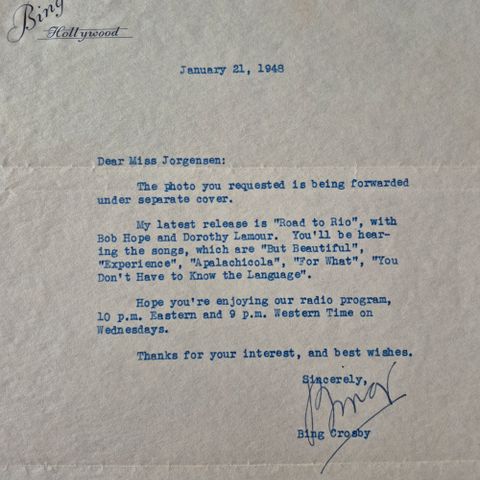 Bing
Hollywood
January 21, 1948
Dear Miss Jorgensen:
The photo you requested is being forwarded
under separate cover.
My latest release is "Road to Rio", with
Bob Hope and Dorothy Lamour. You'll be hear-
ing the songs, which are "But Beautiful",
"Experience", "Apalachicola", "For What", "You
Don't Have to Know the Language".
Hope you're enjoying our radio program,
10 p.m. Eastern and 9 p.m. Western Time on
Wednesdays.
Thanks for your interest, and best wishes.
Sincerely,
Bing
Bing Crosby